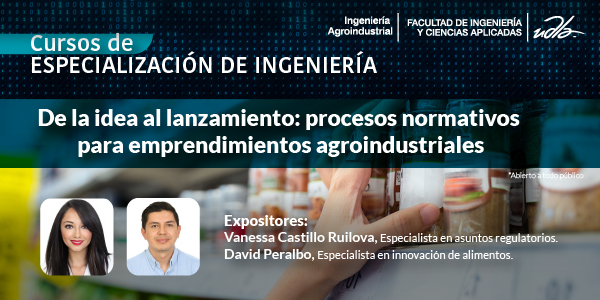 Ingeniería
Agroindustrial
FACULTAD DE INGENIERÍA
Y CIENCIAS APLICADAS
udla-
Cursos de
ESPECIALIZACIÓN DE INGENIERÍA
De la idea al lanzamiento: procesos normativos
para emprendimientos agroindustriales
*Abierto a todo público
Expositores:
Vanessa Castillo Ruilova, Especialista en asuntos regulatorios.
David Peralbo, Especialista en innovación de alimentos.